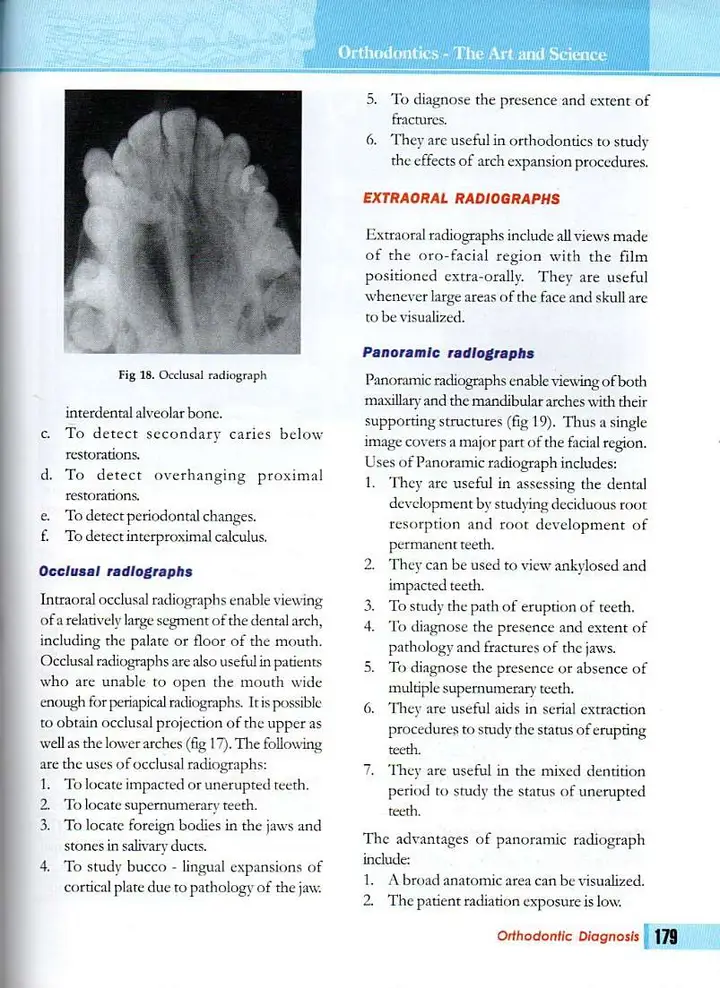 Orthodontics - The Art and Science
Fig 18. Occlusal radiograph
interdental alveolar bone.
c. To detect secondary caries below
restorations.
d. To detect overhanging proximal
restorations.
e. To detect periodontal changes.
f. To detect interproximal calculus.
Occlusal radiographs
Intraoral occlusal radiographs enable viewing
of a relatively large segment of the dental arch,
including the palate or floor of the mouth.
Occlusal radiographs are also useful in patients
who are unable to open the mouth wide
enough for periapical radiographs. It is possible
to obtain occlusal projection of the upper as
well as the lower arches (fig 17). The following
are the uses of occlusal radiographs:
1. To locate impacted or unerupted teeth.
2. To locate supernumerary teeth.
3. To locate foreign bodies in the jaws and
stones in salivary ducts.
4. To study bucco - lingual expansions of
cortical plate due to pathology of the jaw.
5. To diagnose the presence and extent of
fractures.
6. They are useful in orthodontics to study
the effects of arch expansion procedures.
EXTRAORAL RADIOGRAPHS
Extraoral radiographs include all views made
of the oro-facial region with the film
positioned extra-orally. They are useful
whenever large areas of the face and skull are
to be visualized.
Panoramic radiographs
Panoramic radiographs enable viewing of both
maxillary and the mandibular arches with their
supporting structures (fig 19). Thus a single
image covers a major part of the facial region.
Uses of Panoramic radiograph includes:
1. They are useful in assessing the dental
development by studying deciduous root
resorption and root development of
permanent teeth.
2. They can be used to view ankylosed and
impacted teeth.
3. To study the path of eruption of teeth.
4. To diagnose the presence and extent of
pathology and fractures of the jaws.
5. To diagnose the presence or absence of
multiple supernumerary teeth.
6. They are useful aids in serial extraction
procedures to study the status of erupting
teeth.
7. They are useful in the mixed dentition
period to study the status of unerupted
teeth.
The advantages of panoramic radiograph
include:
1. A broad anatomic area can be visualized.
2. The patient radiation exposure is low.
Orthodontic Diagnosis 179